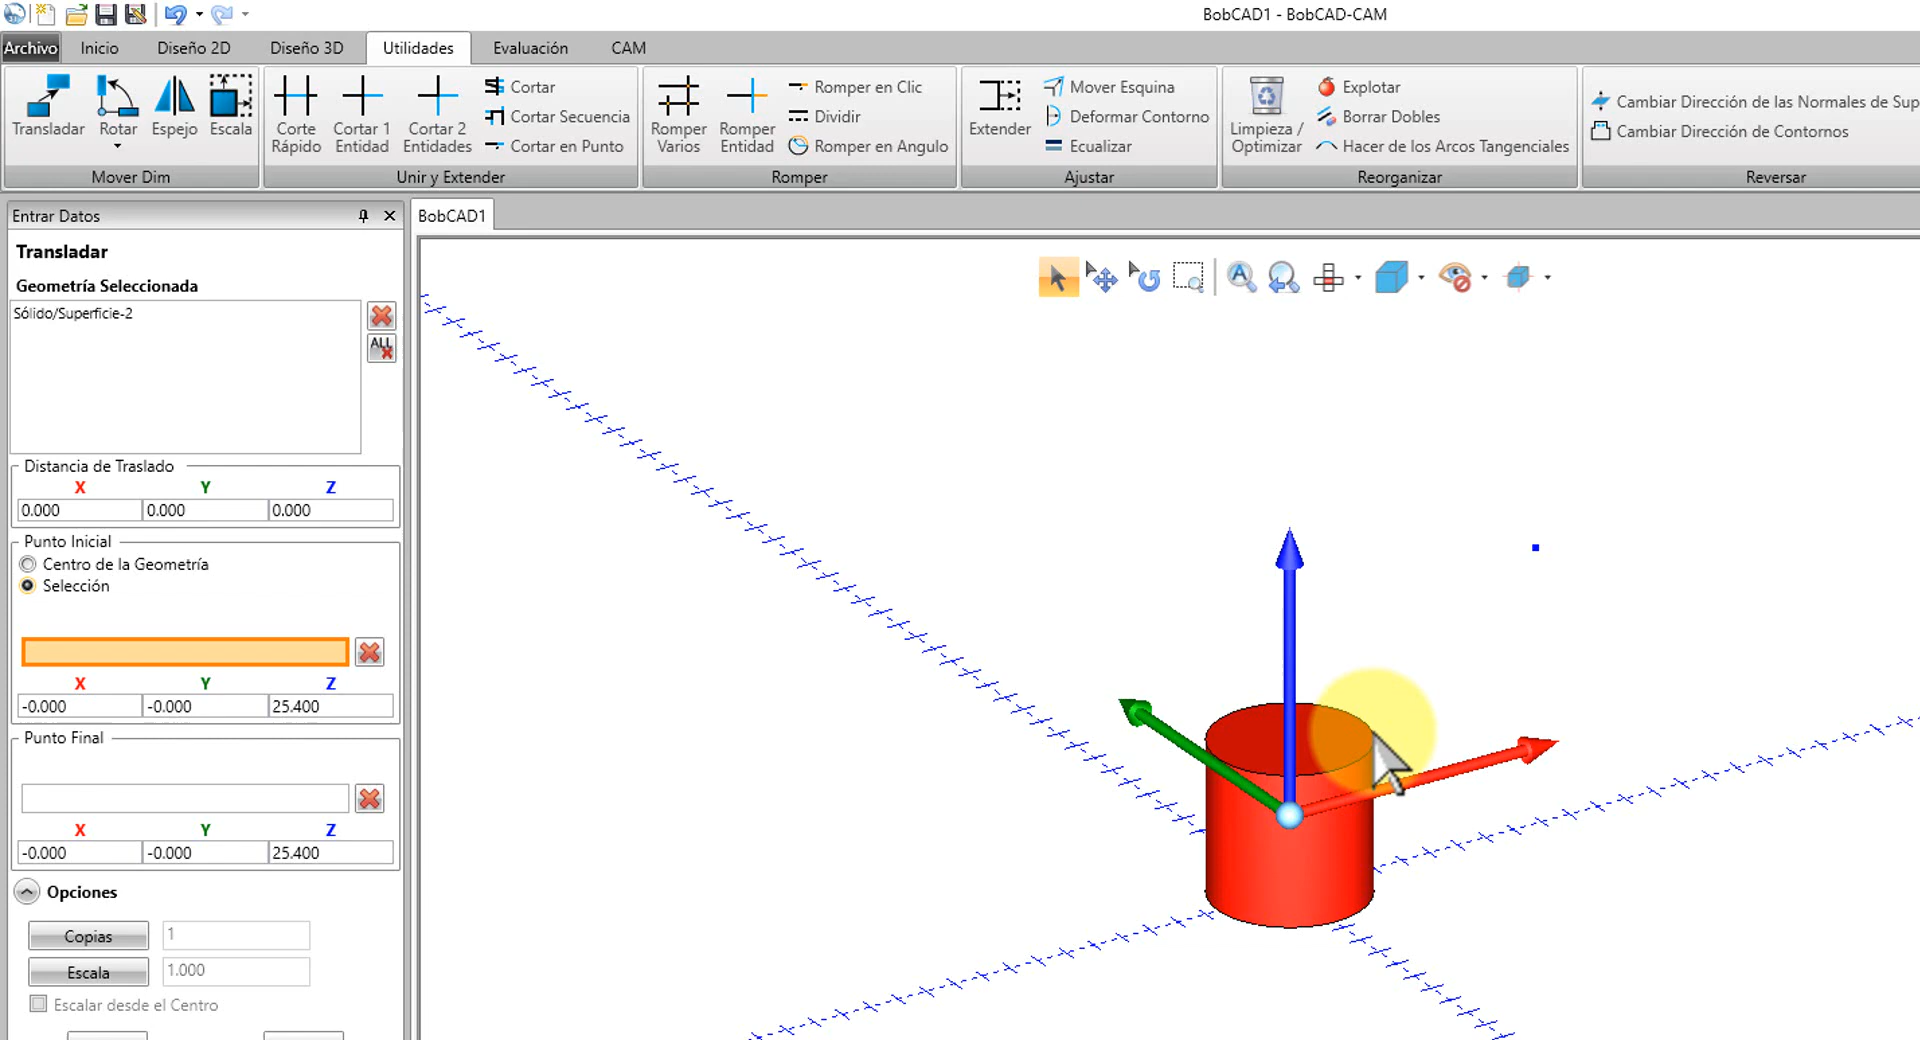 BobCAD1 - BobCAD-CAM
Archivo Inicio Diseño 2D Diseño 3D Utilidades Evaluación CAM
Transladar Rotar Espejo Escala
Mover Dim
Corte Rápido
Cortar 1 Entidad
Cortar 2 Entidades
Cortar
Cortar Secuencia
Cortar en Punto
Unir y Extender
Romper Varios
Romper Entidad
Romper en Clic
Dividir
Romper en Angulo
Romper
Extender
Mover Esquina
Deformar Contorno
Ecualizar
Ajustar
Limpieza / Optimizar
Explotar
Borrar Dobles
Hacer de los Arcos Tangenciales
Reorganizar
Cambiar Dirección de las Normales de Sup
Cambiar Dirección de Contornos
Reversar
Entrar Datos
BobCAD1
Transladar
Geometría Seleccionada
Sólido/Superficie-2
ALL
Distancia de Traslado
X Y Z
0.000 0.000 0.000
Punto Inicial
Centro de la Geometría
Selección
X Y Z
-0.000 -0.000 25.400
Punto Final
X Y Z
-0.000 -0.000 25.400
Opciones
Copias 1
Escala 1.000
Escalar desde el Centro